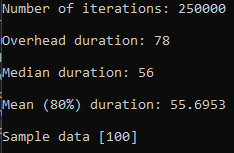 Number of iterations: 250000
Overhead duration: 78
Median duration: 56
Mean (80%) duration: 55.6953
Sample data [100]